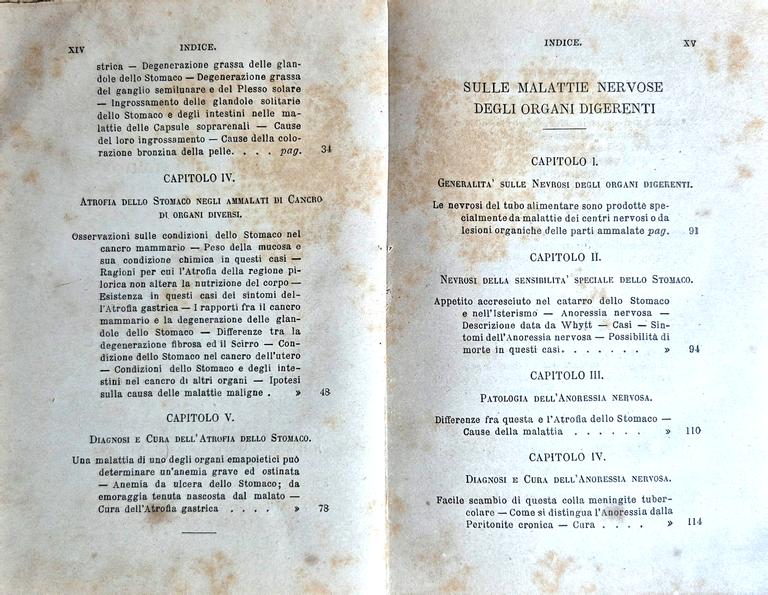 XIV INDICE.
strica — Degenerazione grassa delle glan-
dole dello Stomaco — Degenerazione grassa
del ganglio semilunare e del Plesso solare
— Ingrossamento delle glandole solitarie
dello Stomaco e degli intestini nelle ma-
lattie delle Capsule soprarenali — Cause
del loro ingrossamento — Cause della colo-
razione bronzina della pelle. . . . pag. 34
CAPITOLO IV.
Atrofia dello Stomaco negli ammalati di Cancro
di organi diversi.
Osservazioni sulle condizioni dello Stomaco nel
cancro mammario — Peso della mucosa e
sua condizione chimica in questi casi —
Ragioni per cui l'Atrofia della regione pi-
lorica non altera la nutrizione del corpo —
Esistenza in questi casi dei sintomi del-
l'Atrofia gastrica — I rapporti fra il cancro
mammario e la degenerazione delle glan-
dole dello Stomaco — Differenze tra la
degenerazione fibrosa ed il Scirro — Con-
dizione dello Stomaco nel cancro dell'utero
— Condizioni dello Stomaco e degli inte-
stini nel cancro di altri organi — Ipotesi
sulla causa delle malattie maligne . » 48
CAPITOLO V.
Diagnosi e Cura dell'Atrofia dello Stomaco.
Una malattia di uno degli organi emapoietici può
determinare un'anemia grave ed ostinata
— Anemia da ulcera dello Stomaco; da
emoraggia tenuta nascosta dal malato —
Cura dell'Atrofia gastrica . . . . » 78
INDICE. XV
SULLE MALATTIE NERVOSE
DEGLI ORGANI DIGERENTI
CAPITOLO I.
Generalita' sulle Nevrosi degli organi digerenti.
Le nevrosi del tubo alimentare sono prodotte spe-
cialmente da malattie dei centri nervosi o da
lesioni organiche delle parti ammalate pag. 91
CAPITOLO II.
Nevrosi della sensibilita' speciale dello Stomaco.
Appetito accresciuto nel catarro dello Stomaco
e nell'Isterismo — Anoressia nervosa —
Descrizione data da Whytt — Casi — Sin-
tomi dell'Anoressia nervosa — Possibilità di
morte in questi casi. . . . . . . » 94
CAPITOLO III.
Patologia dell'Anoressia nervosa.
Differenze fra questa e l'Atrofia dello Stomaco —
Cause della malattia . . . . . . » 110
CAPITOLO IV.
Diagnosi e Cura dell'Anoressia nervosa.
Facile scambio di questa colla meningite tuber-
colare — Come si distingua l'Anoressia dalla
Peritonite cronica — Cura . . . . » 114